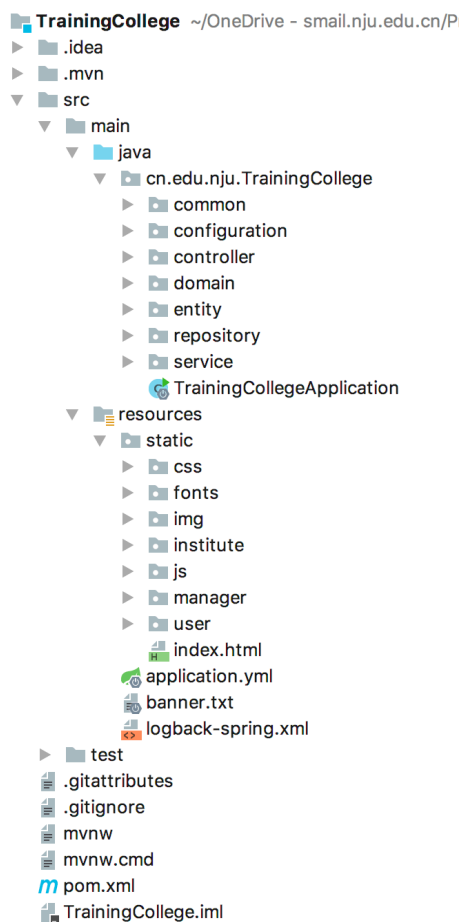 TrainingCollege ~/OneDrive - smail.nju.edu.cn/P
.idea
.mvn
src
main
java
cn.edu.nju.TrainingCollege
common
configuration
controller
domain
entity
repository
service
TrainingCollegeApplication
resources
static
css
fonts
img
institute
js
manager
user
index.html
application.yml
banner.txt
logback-spring.xml
test
.gitattributes
.gitignore
mvnw
mvnw.cmd
pom.xml
TrainingCollege.iml